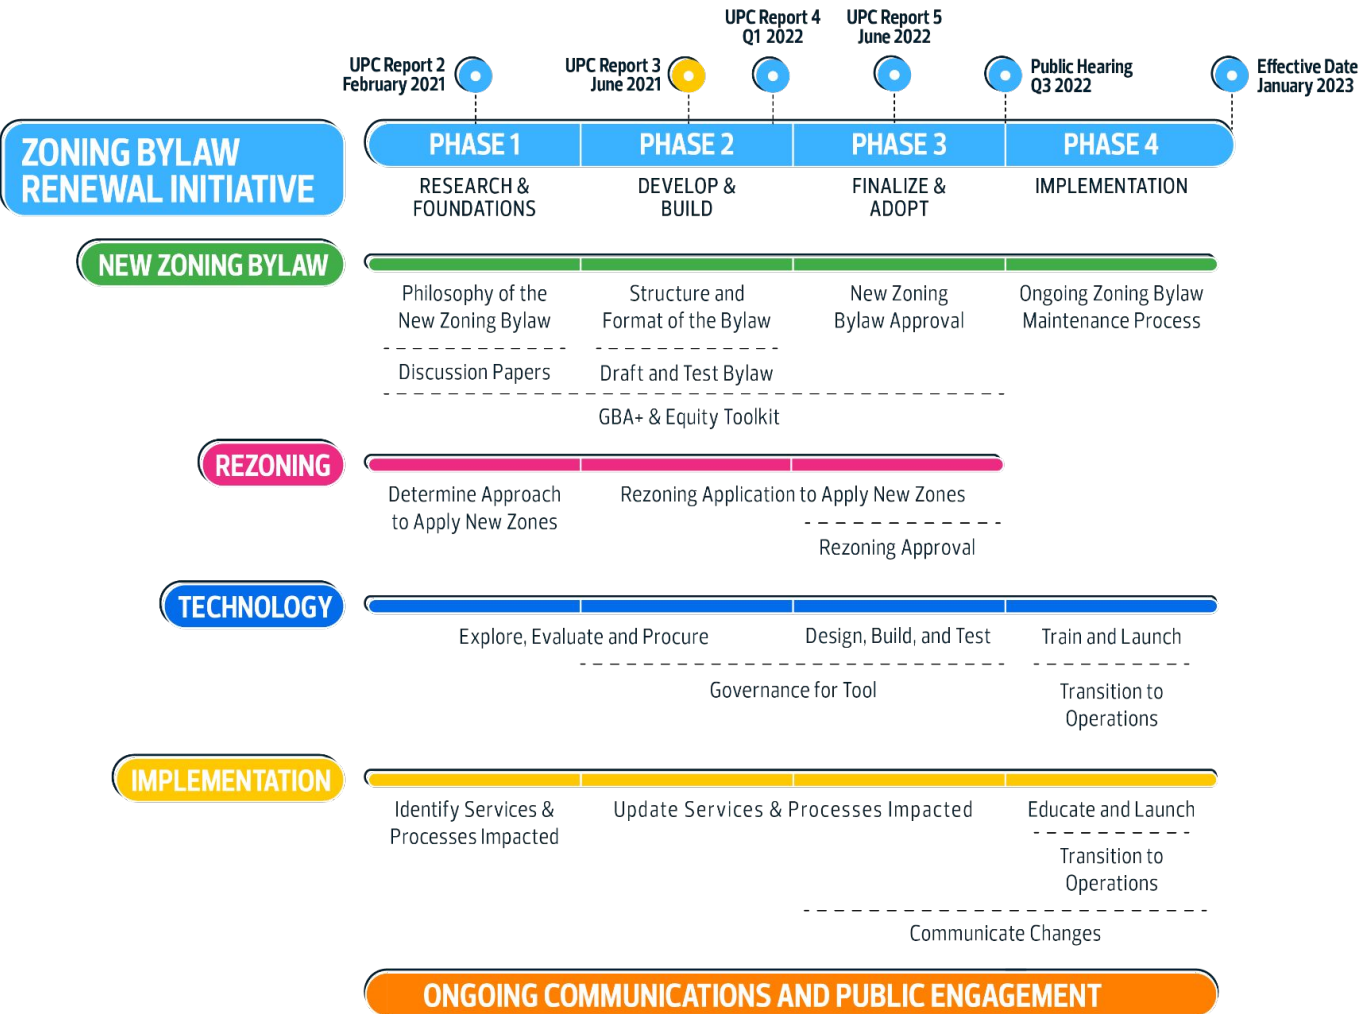 UPC Report 4
Q1 2022
UPC Report 5
June 2022
UPC Report 2
February 2021
UPC Report 3
June 2021
Public Hearing
Q3 2022
Effective Date
January 2023
ZONING BYLAW
RENEWAL INITIATIVE
PHASE 1
PHASE 2
PHASE 3
PHASE 4
RESEARCH &
FOUNDATIONS
DEVELOP &
BUILD
FINALIZE &
ADOPT
IMPLEMENTATION
NEW ZONING BYLAW
Philosophy of the
New Zoning Bylaw
Structure and
Format of the Bylaw
New Zoning
Bylaw Approval
Ongoing Zoning Bylaw
Maintenance Process
Discussion Papers
Draft and Test Bylaw
GBA+ & Equity Toolkit
REZONING
Determine Approach
to Apply New Zones
Rezoning Application to Apply New Zones
Rezoning Approval
TECHNOLOGY
Explore, Evaluate and Procure
Design, Build, and Test
Train and Launch
Governance for Tool
Transition to
Operations
IMPLEMENTATION
Identify Services &
Processes Impacted
Update Services & Processes Impacted
Educate and Launch
Transition to
Operations
Communicate Changes
ONGOING COMMUNICATIONS AND PUBLIC ENGAGEMENT